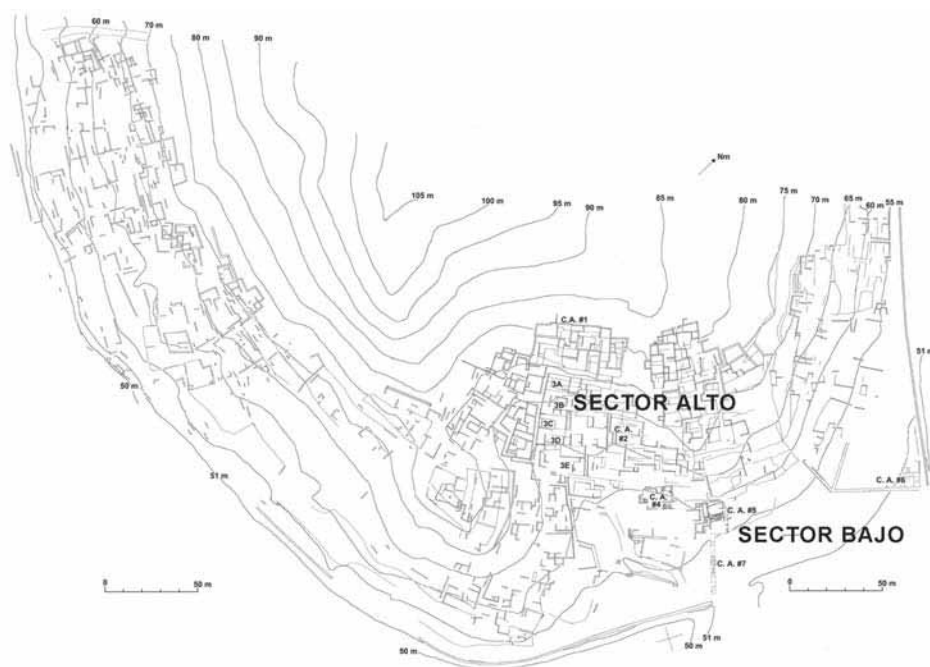 60 m
70 m
80 m
90 m
Nm
105 m
100 m
95 m
90 m
85 m
80 m
75 m
70 m
65 m
60 m
55 m
C. A. #1
51 m
50 m
3A
3B
SECTOR ALTO
3C
C. A.
#2
3D
3E
51 m
C. A. #6
C. A.
#4
C. A. #5
SECTOR BAJO
C. A. #7
0
50 m
0
50 m
50 m
50 m
51 m